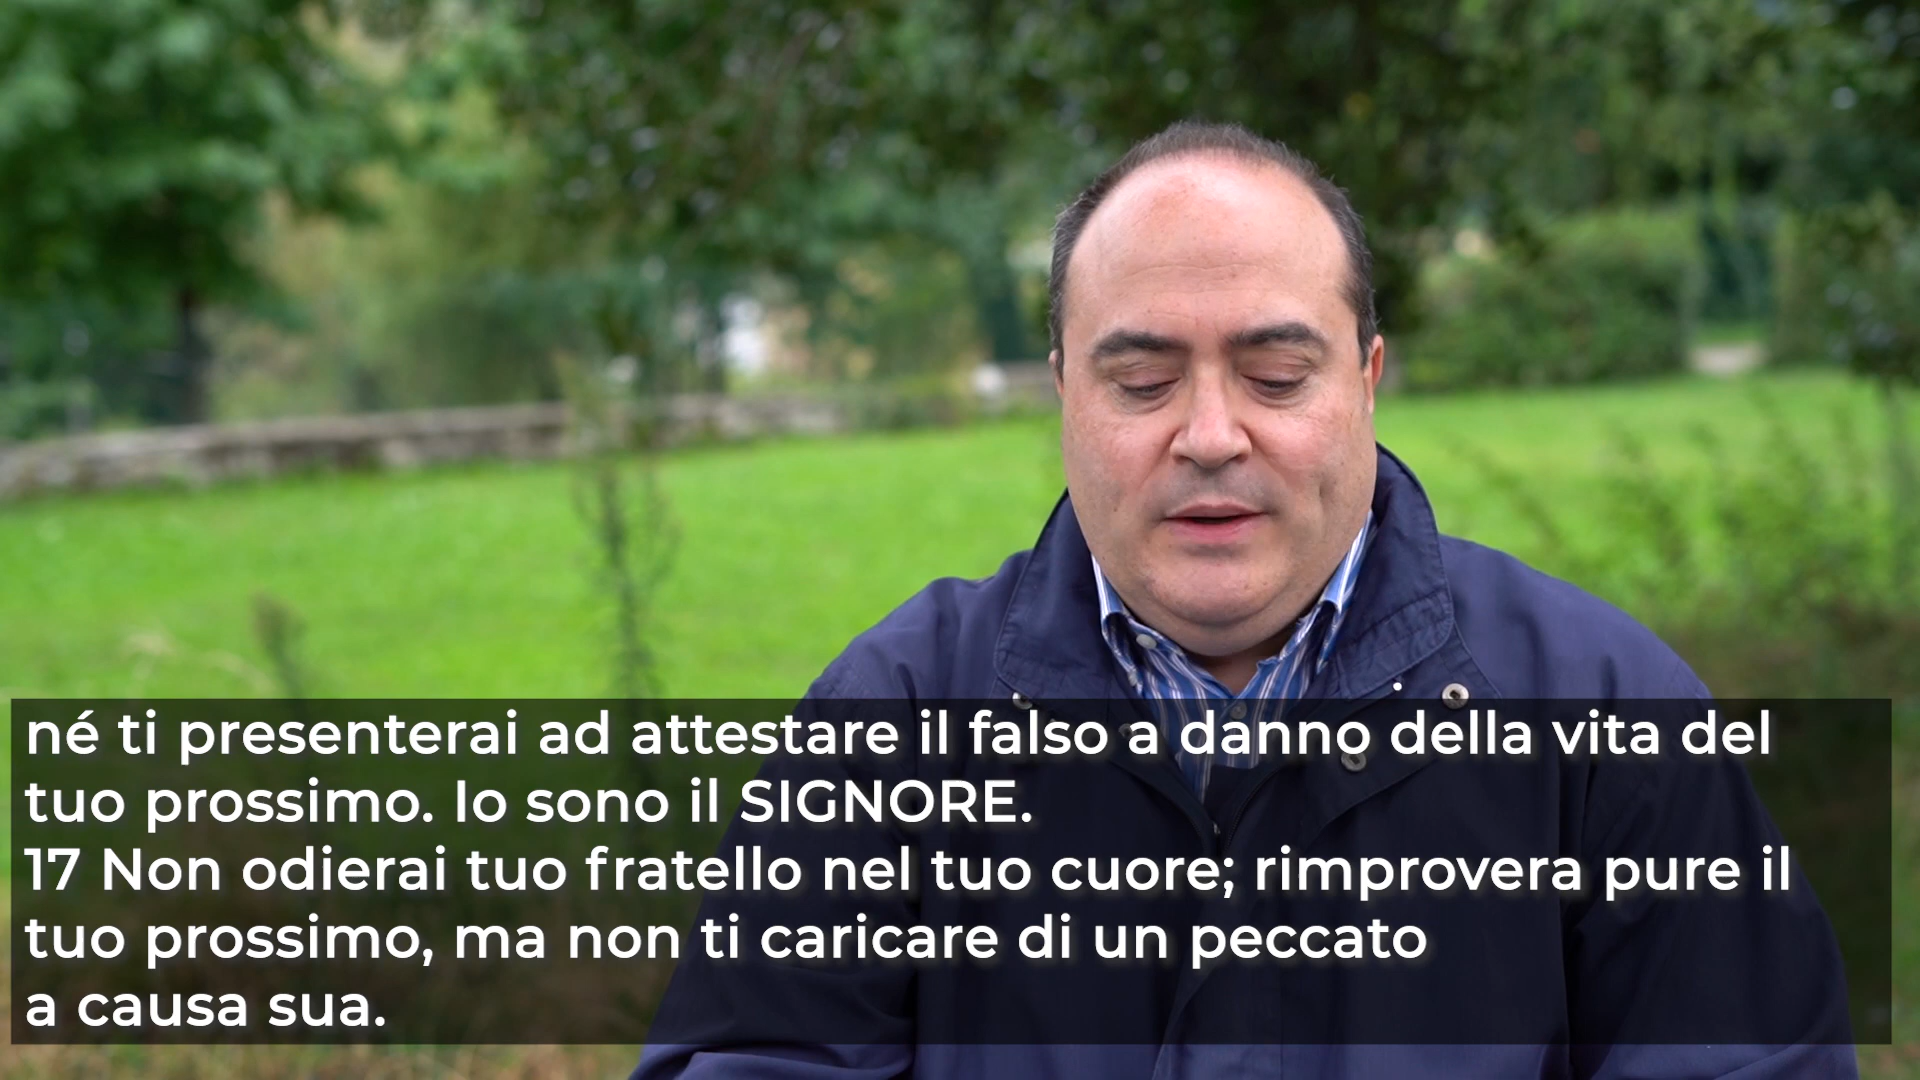 né ti presenterai ad attestare il falso a danno della vita del
tuo prossimo. Io sono il SIGNORE.
17 Non odierai tuo fratello nel tuo cuore; rimprovera pure il
tuo prossimo, ma non ti caricare di un peccato
a causa sua.